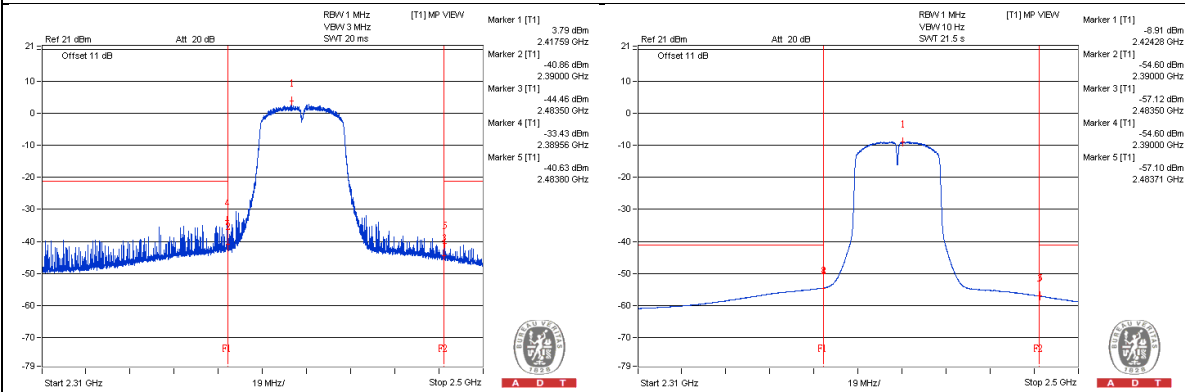 RBW 1 MHz [T1] MP VIEW
VBW 3 MHz
Ref 21 dBm Att 20 dB SWT 20 ms
Offset 11 dB
21
10
0
-10
-20
-30
-40
-50
-60
-70
-79
1
4
5
F1
F2
Start 2.31 GHz 19 MHz/ Stop 2.5 GHz
Marker 1 [T1]
3.79 dBm
2.41759 GHz
Marker 2 [T1]
-40.86 dBm
2.39000 GHz
Marker 3 [T1]
-44.46 dBm
2.48350 GHz
Marker 4 [T1]
-33.43 dBm
2.38956 GHz
Marker 5 [T1]
-40.63 dBm
2.48380 GHz
BUREAU VERITAS
1828
A D T
RBW 1 MHz [T1] MP VIEW
VBW 10 Hz
Ref 21 dBm Att 20 dB SWT 21.5 s
Offset 11 dB
21
10
0
-10
-20
-30
-40
-50
-60
-70
-79
1
F1
F2
Start 2.31 GHz 19 MHz/ Stop 2.5 GHz
Marker 1 [T1]
-8.91 dBm
2.42428 GHz
Marker 2 [T1]
-54.60 dBm
2.39000 GHz
Marker 3 [T1]
-57.12 dBm
2.48350 GHz
Marker 4 [T1]
-54.60 dBm
2.39000 GHz
Marker 5 [T1]
-57.10 dBm
2.48371 GHz
BUREAU VERITAS
1828
A D T